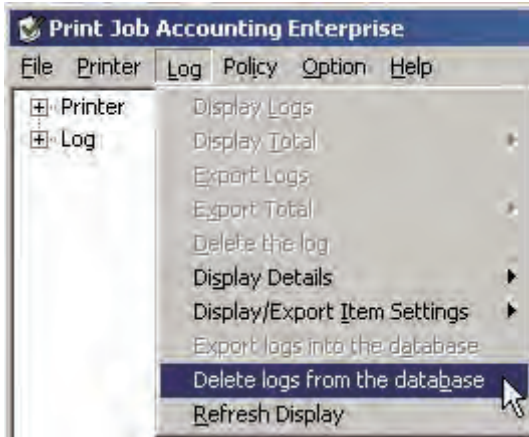 Print Job Accounting Enterprise
File Printer Log Policy Option Help
Printer
Log
Display Logs
Display Total
Export Logs
Export Total
Delete the log
Display Details
Display/Export Item Settings
Export logs into the database
Delete logs from the database
Refresh Display